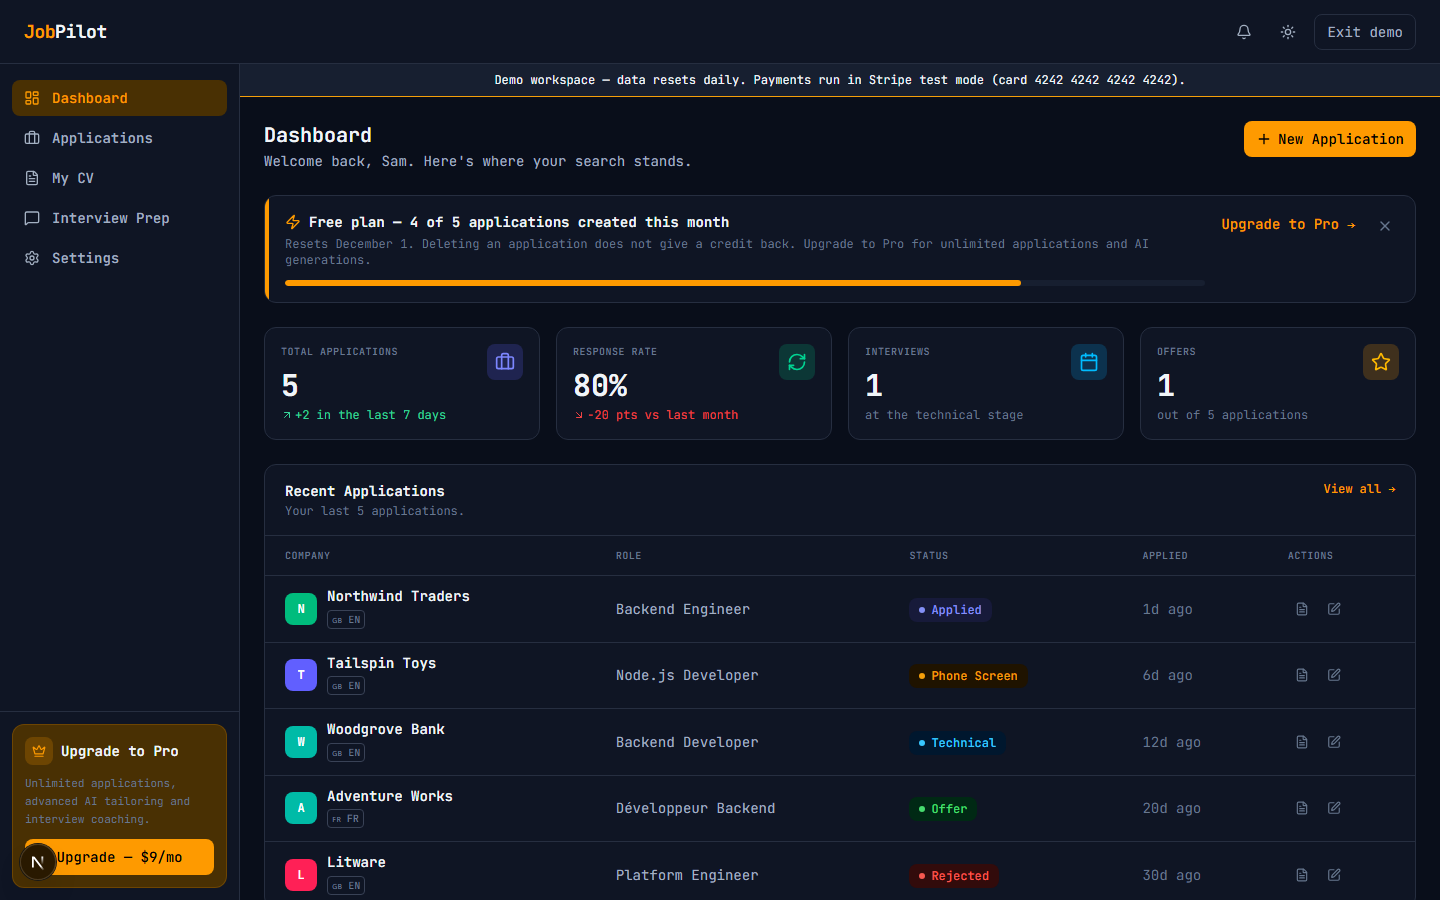 JobPilot
Exit demo
Dashboard
Applications
My CV
Interview Prep
Settings
Demo workspace — data resets daily. Payments run in Stripe test mode (card 4242 4242 4242 4242).
Dashboard
Welcome back, Sam. Here's where your search stands.
+ New Application
Free plan — 4 of 5 applications created this month
Resets December 1. Deleting an application does not give a credit back. Upgrade to Pro for unlimited applications and AI
generations.
Upgrade to Pro →
TOTAL APPLICATIONS
5
+2 in the last 7 days
RESPONSE RATE
80%
-20 pts vs last month
INTERVIEWS
1
at the technical stage
OFFERS
1
out of 5 applications
Recent Applications
Your last 5 applications.
View all →
COMPANY ROLE STATUS APPLIED ACTIONS
N Northwind Traders GB EN Backend Engineer Applied 1d ago
T Tailspin Toys GB EN Node.js Developer Phone Screen 6d ago
W Woodgrove Bank GB EN Backend Developer Technical 12d ago
A Adventure Works FR FR Développeur Backend Offer 20d ago
L Litware GB EN Platform Engineer Rejected 30d ago
Upgrade to Pro
Unlimited applications,
advanced AI tailoring and
interview coaching.
Upgrade — $9/mo
N